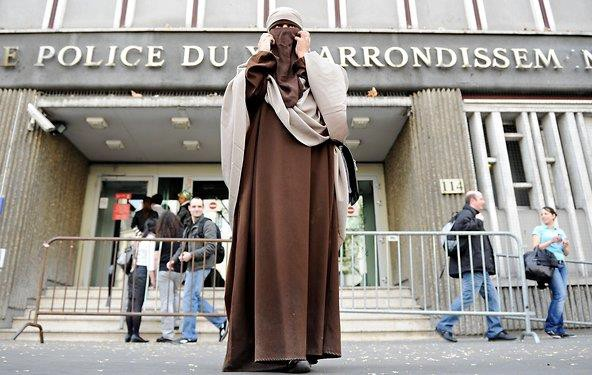 E POLICE DU X ARRONDISSEM
114